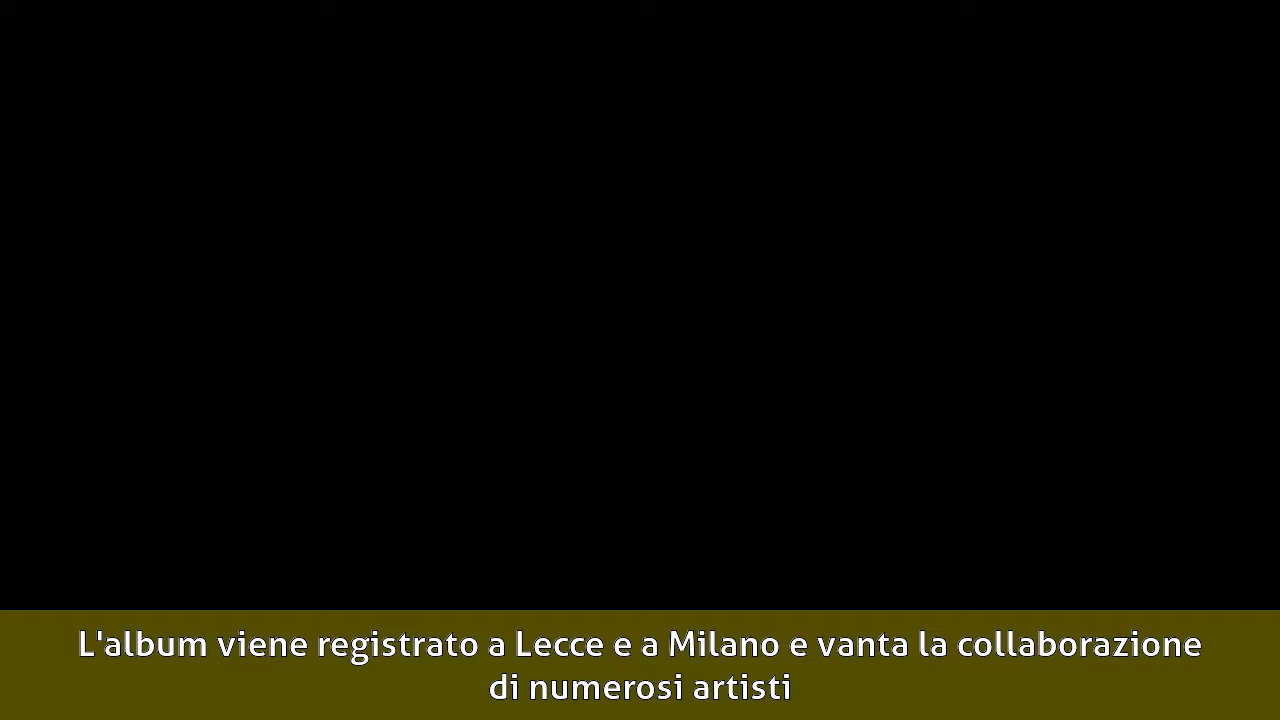 L'album viene registrato a Lecce e a Milano e vanta la collaborazione
di numerosi artisti